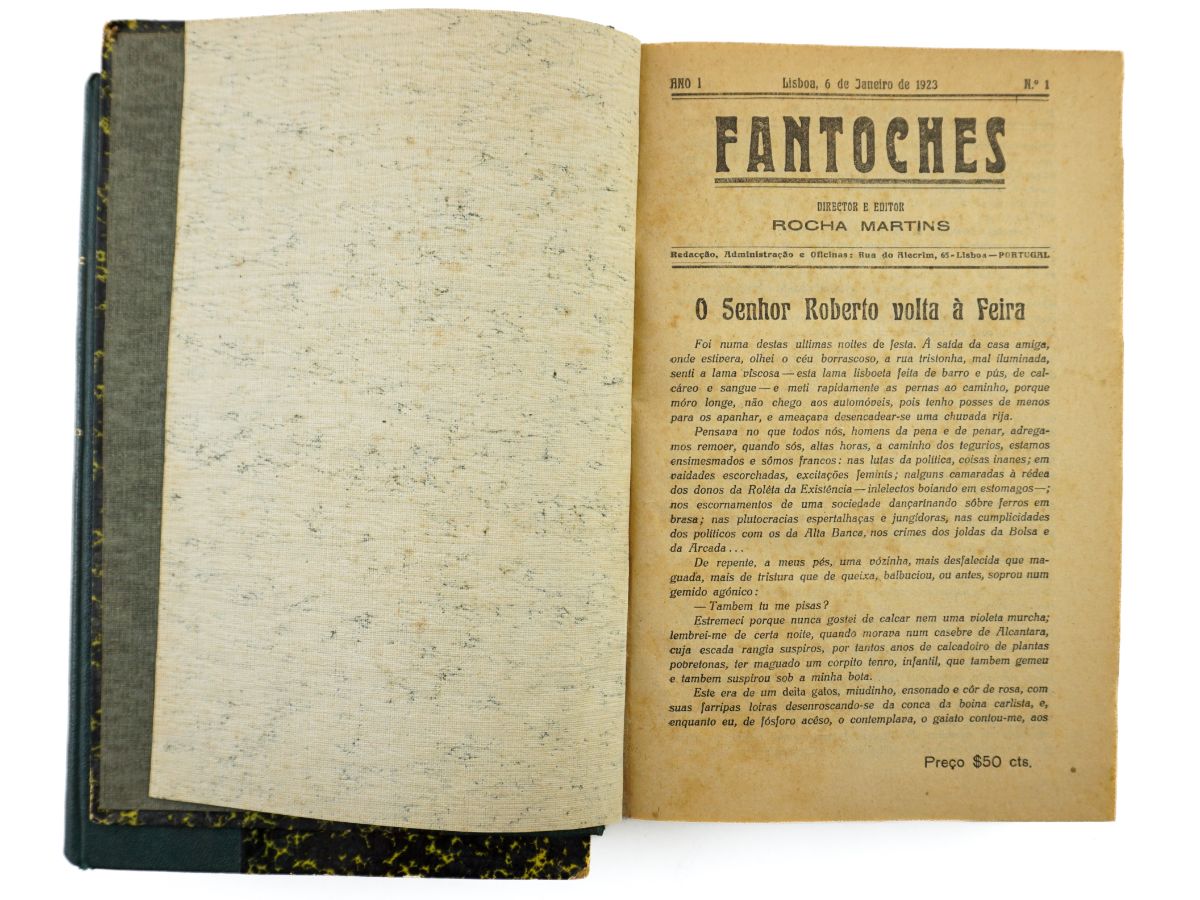 ANO 1 Lisboa, 6 de Janeiro de 1923 N.º 1
FANTOCHES
DIRECTOR E EDITOR
ROCHA MARTINS
Redacção, Administração e Oficinas: Rua do Alecrim, 65-Lisboa—PORTUGAL
O Senhor Roberto volta à Feira
Foi numa destas ultimas noites de festa. Á saída da casa amiga,
onde estivera, olhei o céu borrascoso, a rua tristonha, mal iluminada,
senti a lama viscosa — esta lama lisboeta feita de barro e pús, de cal-
cáreo e sangue — e meti rapidamente as pernas ao caminho, porque
móro longe, não chego aos automóveis, pois tenho posses de menos
para os apanhar, e ameaçava desencadear-se uma chuvada rija.
Pensava no que todos nós, homens da pena e de penar, adrega-
mos remoer, quando sós, altas horas, a caminho dos tegurios, estamos
ensimesmados e sômos francos: nas lutas da politica, coisas inanes; em
vaidades escorchadas, excitações feminis; nalguns camaradas à rédea
dos donos da Rolêta da Existência — inlelectos boiando em estomagos—;
nos escornamentos de uma sociedade dançarinando sôbre ferros em
brasa; nas plutocracias espertalhaças e jungidoras, nas cumplicidades
dos politicos com os da Alta Banca, nos crimes dos joldas da Bolsa e
da Arcada...
De repente, a meus pés, uma vózinha, mais desfalecida que ma-
guada, mais de tristura que de queixa, balbuciou, ou antes, soprou num
gemido agónico:
— Tambem tu me pisas?
Estremeci porque nunca gostei de calcar nem uma violeta murcha;
lembrei-me de certa noite, quando morava num casebre de Alcantara,
cuja escada rangia suspiros, por tantos anos de calcadoiro de plantas
pobretonas, ter maguado um corpito tenro, infantil, que tambem gemeu
e tambem suspirou sob a minha bota.
Este era de um deita gatos, miudinho, ensonado e côr de rosa, com
suas farripas loiras desenroscando-se da conca da boina carlista, e,
enquanto eu, de fósforo acêso, o contemplava, o gaiato contou-me, aos
Preço $50 cts.